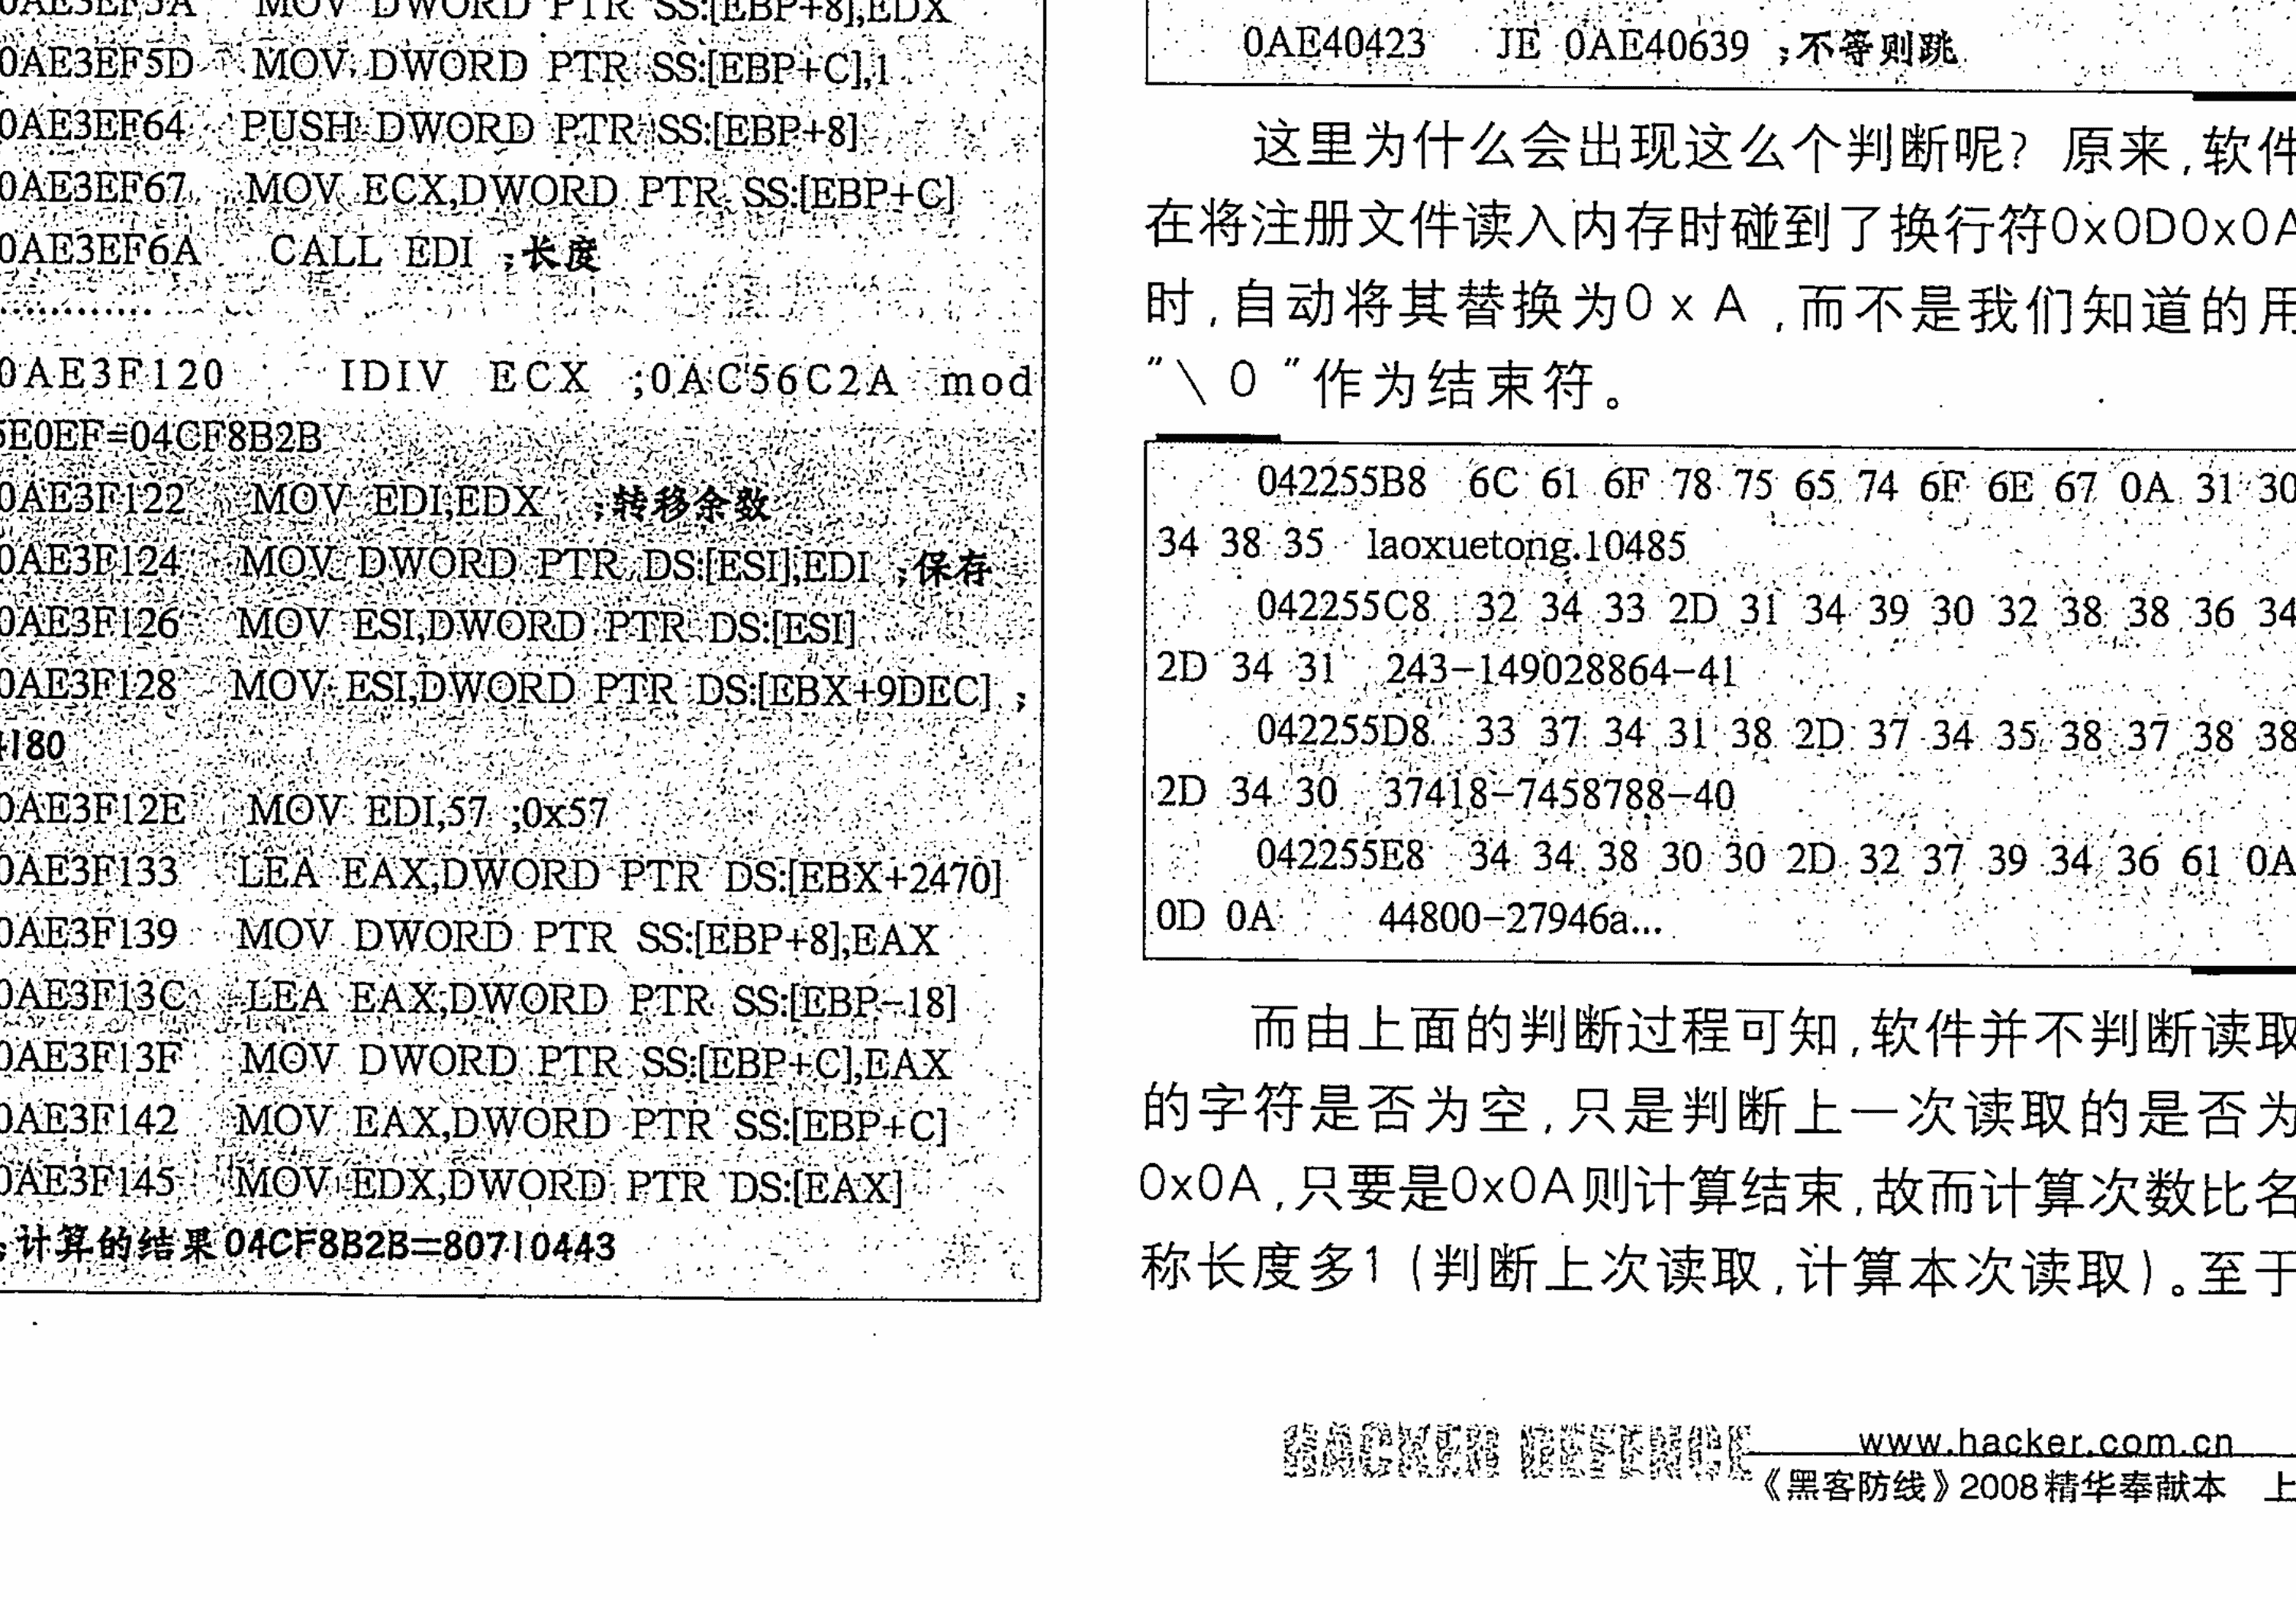 MOV DWORD PTR SS:[EBP+8],EDX
0AE3EF5D MOV DWORD PTR SS:[EBP+C],1
0AE3EF64 PUSH DWORD PTR SS:[EBP+8]
0AE3EF67 MOV ECX,DWORD PTR SS:[EBP+C]
0AE3EF6A CALL EDI ;长度
.............
0AE3F120 IDIV ECX ;0AC56C2A mod
5E0EF=04CF8B2B
0AE3F122 MOV EDI,EDX ;转移余数
0AE3F124 MOV DWORD PTR DS:[ESI],EDI ;保存
0AE3F126 MOV ESI,DWORD PTR DS:[ESI]
0AE3F128 MOV ESI,DWORD PTR DS:[EBX+9DEC] ;
4180
0AE3F12E MOV EDI,57 ;0x57
0AE3F133 LEA EAX,DWORD PTR DS:[EBX+2470]
0AE3F139 MOV DWORD PTR SS:[EBP+8],EAX
0AE3F13C LEA EAX,DWORD PTR SS:[EBP-18]
0AE3F13F MOV DWORD PTR SS:[EBP+C],EAX
0AE3F142 MOV EAX,DWORD PTR SS:[EBP+C]
0AE3F145 MOV EDX,DWORD PTR DS:[EAX]
;计算的结果04CF8B2B=80710443
0AE40423 JE 0AE40639 ;不等则跳
这里为什么会出现这么个判断呢? 原来,软件
在将注册文件读入内存时碰到了换行符0x0D0x0A
时,自动将其替换为0xA,而不是我们知道的用
"\0"作为结束符。
042255B8 6C 61 6F 78 75 65 74 6F 6E 67 0A 31 30
34 38 35 laoxuetong.10485
042255C8 32 34 33 2D 31 34 39 30 32 38 38 36 34
2D 34 31 243-149028864-41
042255D8 33 37 34 31 38 2D 37 34 35 38 37 38 38
2D 34 30 37418-7458788-40
042255E8 34 34 38 30 30 2D 32 37 39 34 36 61 0A
0D 0A 44800-27946a...
而由上面的判断过程可知,软件并不判断读取
的字符是否为空,只是判断上一次读取的是否为
0x0A,只要是0x0A则计算结束,故而计算次数比名
称长度多1 (判断上次读取,计算本次读取)。至于
HACKER DEFENCE www.hacker.com.cn
《黑客防线》2008精华奉献本 上